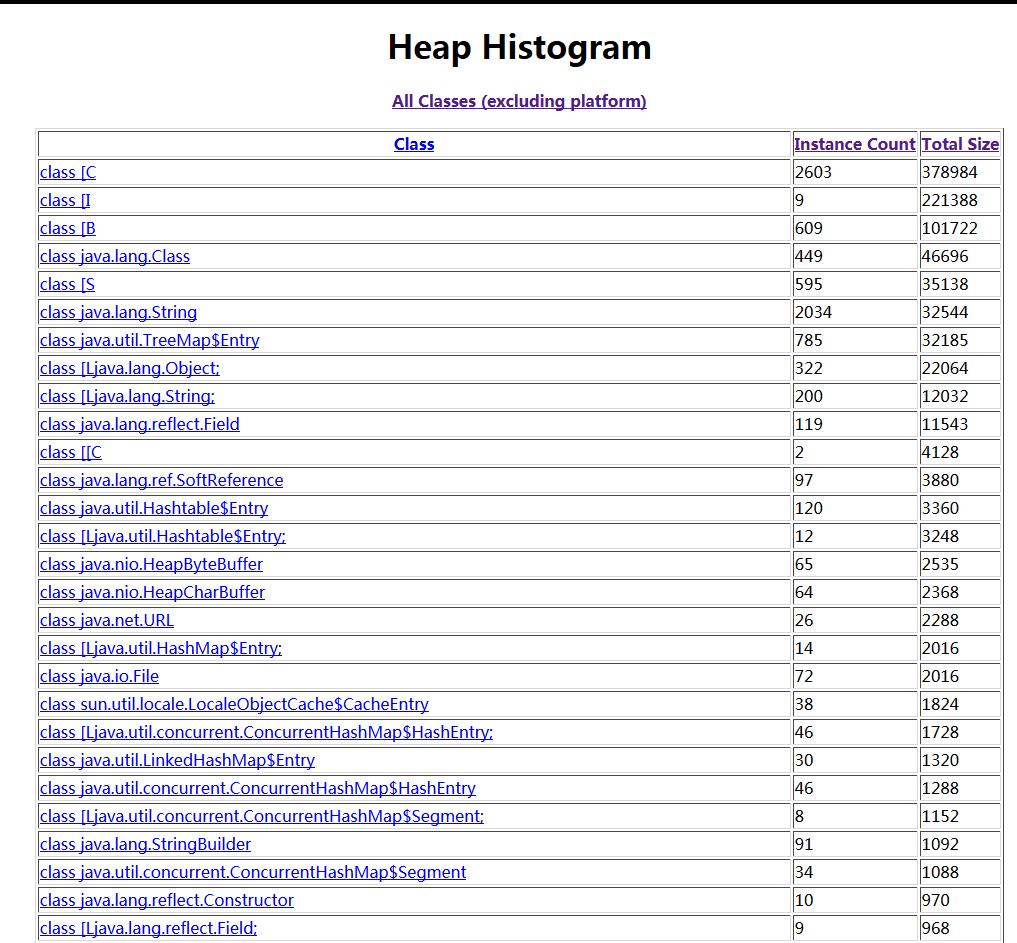 Heap Histogram
All Classes (excluding platform)
Class Instance Count Total Size
class [C 2603 378984
class [I 9 221388
class [B 609 101722
class java.lang.Class 449 46696
class [S 595 35138
class java.lang.String 2034 32544
class java.util.TreeMap$Entry 785 32185
class [Ljava.lang.Object; 322 22064
class [Ljava.lang.String; 200 12032
class java.lang.reflect.Field 119 11543
class [[C 2 4128
class java.lang.ref.SoftReference 97 3880
class java.util.Hashtable$Entry 120 3360
class [Ljava.util.Hashtable$Entry; 12 3248
class java.nio.HeapByteBuffer 65 2535
class java.nio.HeapCharBuffer 64 2368
class java.net.URL 26 2288
class [Ljava.util.HashMap$Entry; 14 2016
class java.io.File 72 2016
class sun.util.locale.LocaleObjectCache$CacheEntry 38 1824
class [Ljava.util.concurrent.ConcurrentHashMap$HashEntry; 46 1728
class java.util.LinkedHashMap$Entry 30 1320
class java.util.concurrent.ConcurrentHashMap$HashEntry 46 1288
class [Ljava.util.concurrent.ConcurrentHashMap$Segment; 8 1152
class java.lang.StringBuilder 91 1092
class java.util.concurrent.ConcurrentHashMap$Segment 34 1088
class java.lang.reflect.Constructor 10 970
class [Ljava.lang.reflect.Field; 9 968